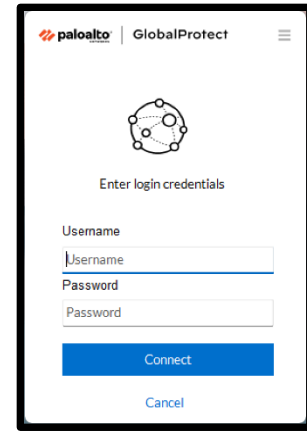 paloalto GlobalProtect
Enter login credentials
Username
Username
Password
Password
Connect
Cancel